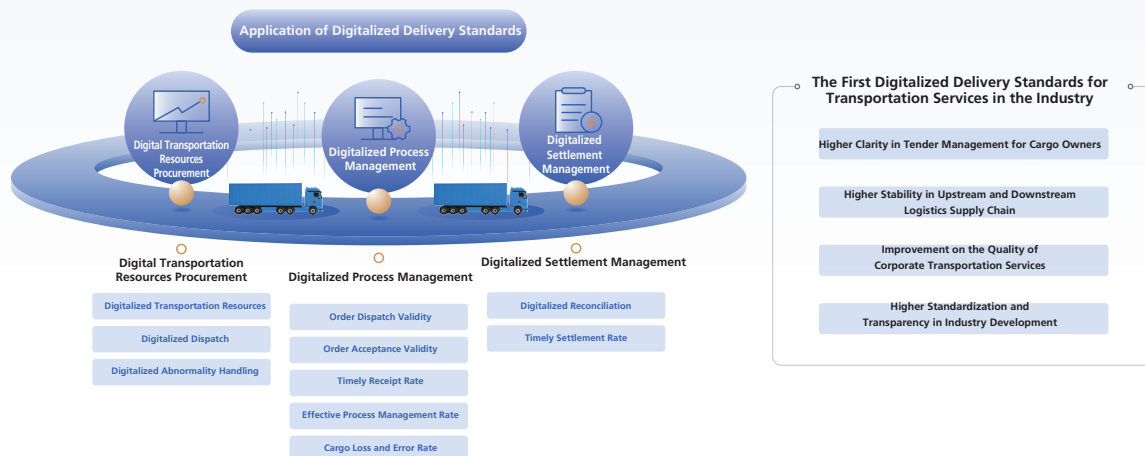 Application of Digitalized Delivery Standards
Digital Transportation
Resources
Procurement
Digitalized Process
Management
Digitalized
Settlement
Management
Digital Transportation
Resources Procurement
Digitalized Transportation Resources
Digitalized Dispatch
Digitalized Abnormality Handling
Digitalized Process Management
Order Dispatch Validity
Order Acceptance Validity
Timely Receipt Rate
Effective Process Management Rate
Cargo Loss and Error Rate
Digitalized Settlement Management
Digitalized Reconciliation
Timely Settlement Rate
The First Digitalized Delivery Standards for
Transportation Services in the Industry
Higher Clarity in Tender Management for Cargo Owners
Higher Stability in Upstream and Downstream
Logistics Supply Chain
Improvement on the Quality of
Corporate Transportation Services
Higher Standardization and
Transparency in Industry Development